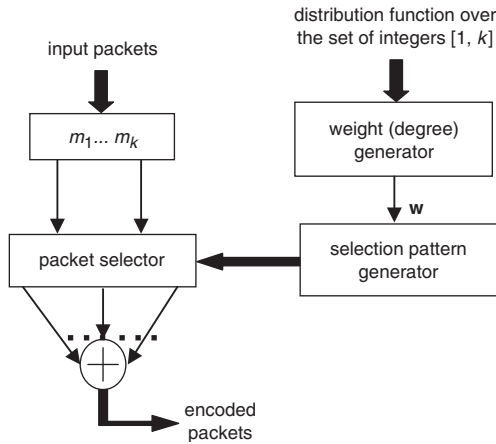 distribution function over
the set of integers [1, k]
input packets
m1... mk
weight (degree)
generator
w
packet selector
selection pattern
generator
encoded
packets